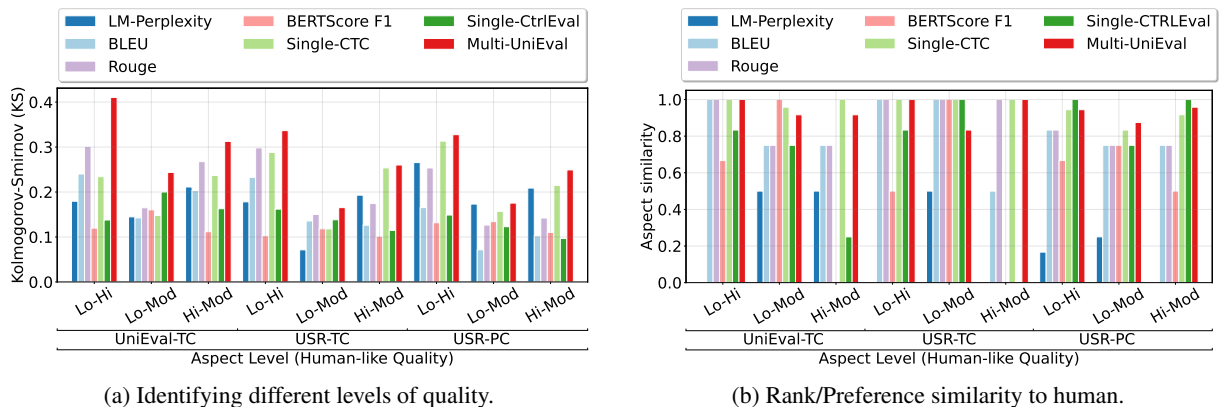 LM-Perplexity BERTScore F1 Single-CtrlEval
BLEU Single-CTC Multi-UniEval
Rouge
Kolmogorov-Smirnov (KS)
0.4
0.3
0.2
0.1
0.0
Lo-Hi Lo-Mod Hi-Mod Lo-Hi Lo-Mod Hi-Mod Lo-Hi Lo-Mod Hi-Mod
UniEval-TC USR-TC USR-PC
Aspect Level (Human-like Quality)
(a) Identifying different levels of quality.
LM-Perplexity BERTScore F1 Single-CTRLEval
BLEU Single-CTC Multi-UniEval
Rouge
Aspect similarity
1.0
0.8
0.6
0.4
0.2
0.0
Lo-Hi Lo-Mod Hi-Mod Lo-Hi Lo-Mod Hi-Mod Lo-Hi Lo-Mod Hi-Mod
UniEval-TC USR-TC USR-PC
Aspect Level (Human-like Quality)
(b) Rank/Preference similarity to human.